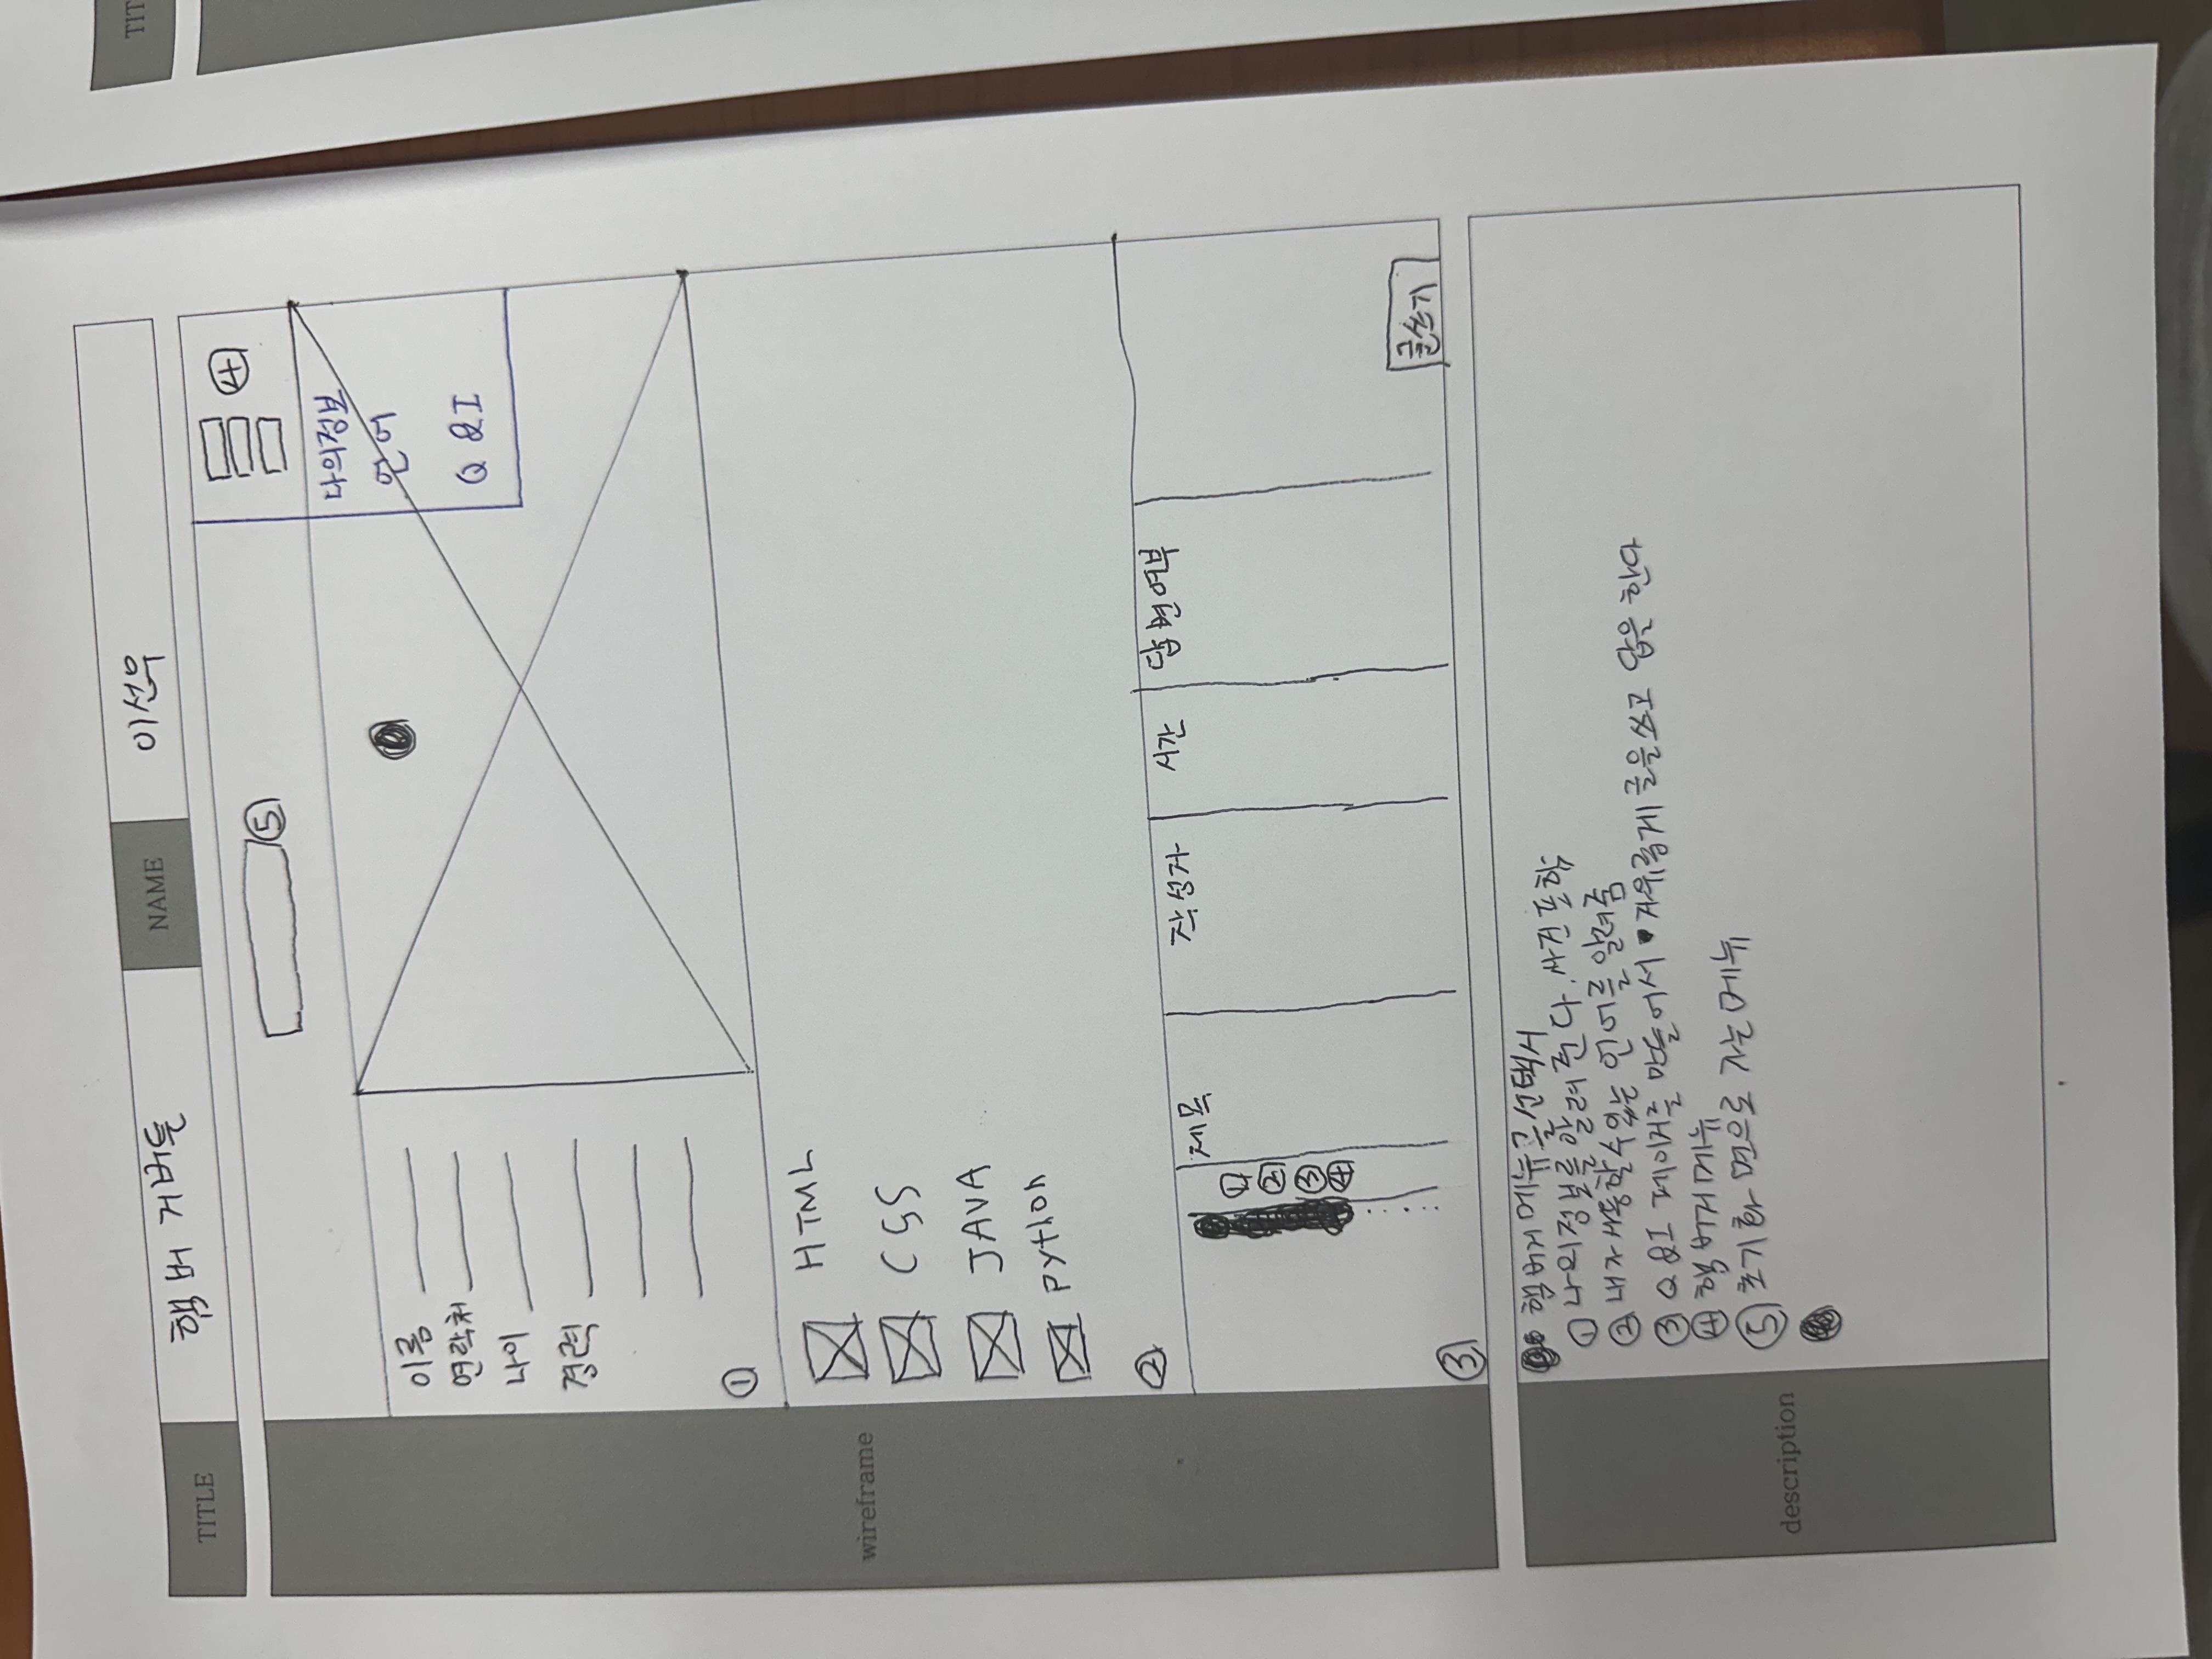 TITLE 햄버거버튼 NAME 이선우
⑤ ④
나의정보
언어
Q&I
이름
연락처
나이
경력
①
wireframe
HTML
CSS
JAVA
python
②
제목 작성자 시간 답변여부
①
②
③
④
글쓰기
③
description
햄버거 메뉴를 선택시
① 나의정보를 알려준다. 사진포함
② 내가 사용할수있는 언어를 알려줌
③ Q&I 페이지를 만들어서 자유롭게 글을쓰고 답을 한다
④ 햄버거메뉴
⑤ 초기화면으로 가는메뉴
TIT